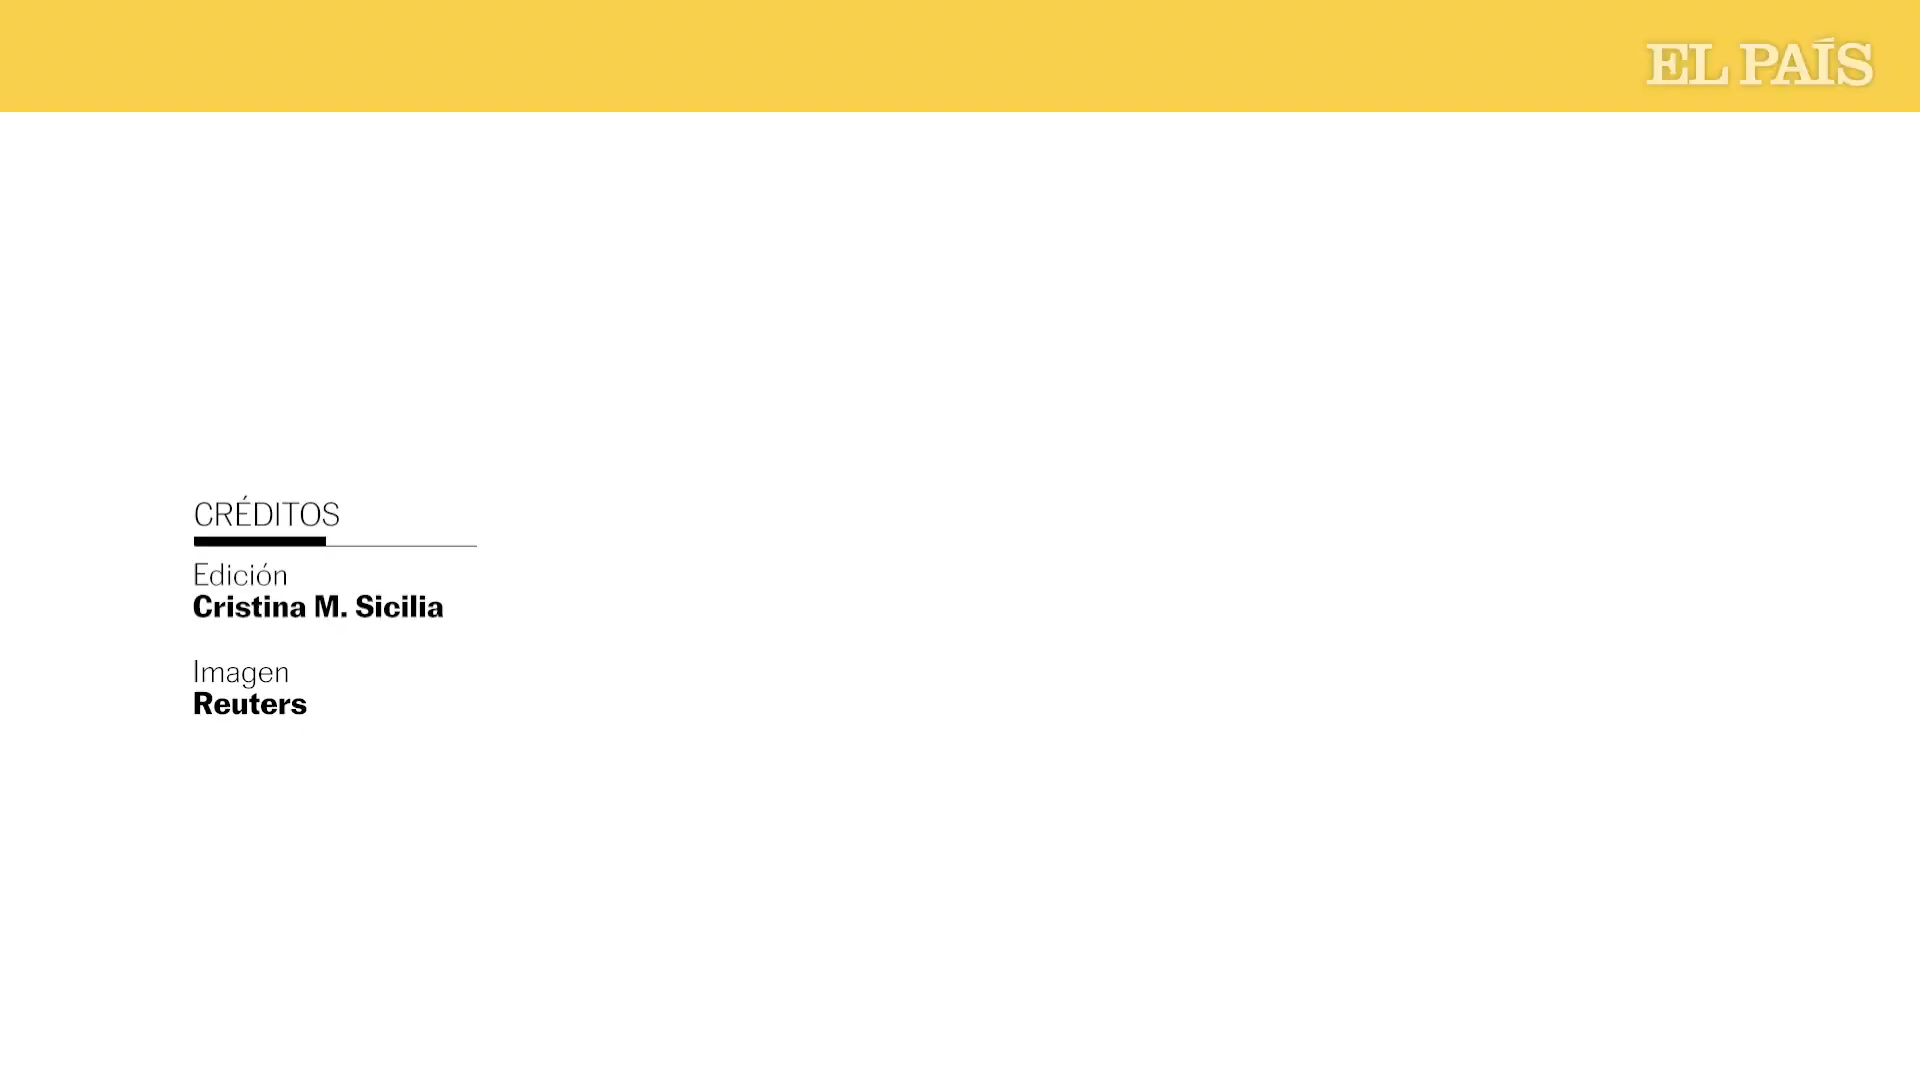 EL PAÍS
CRÉDITOS
Edición
Cristina M. Sicilia
Imagen
Reuters